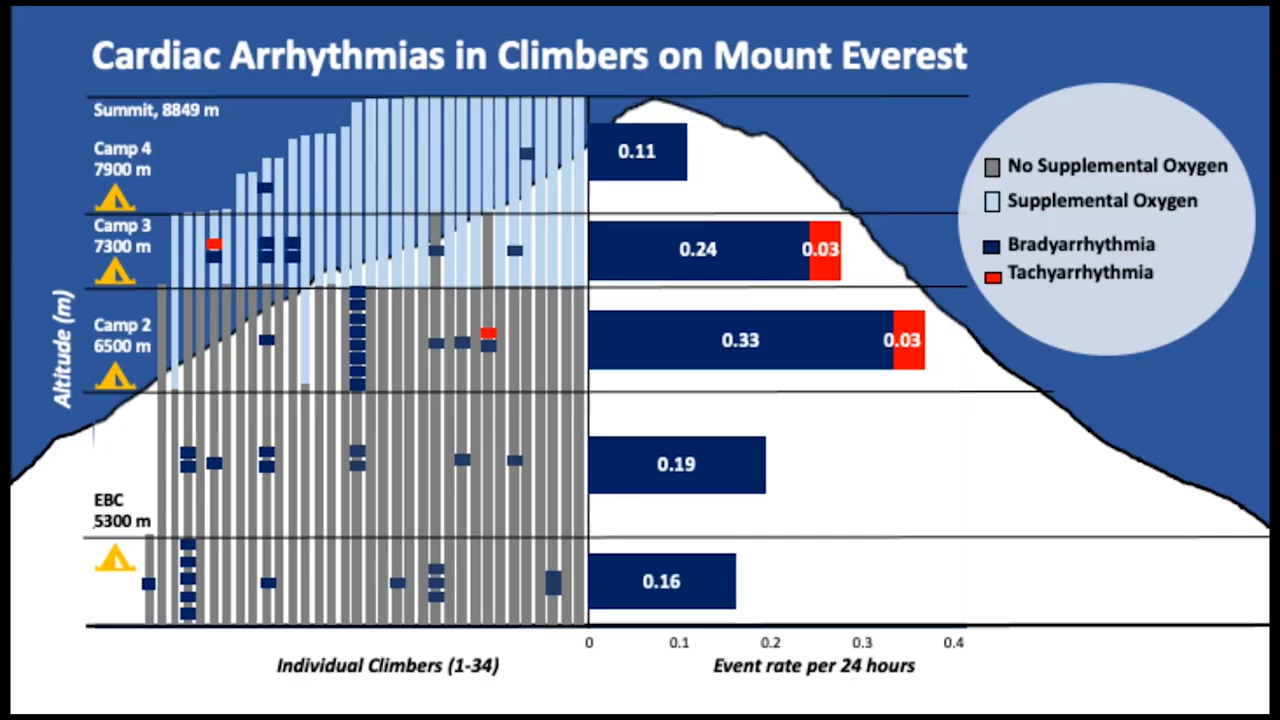 Cardiac Arrhythmias in Climbers on Mount Everest
Summit, 8849 m
Camp 4
7900 m
Camp 3
7300 m
Camp 2
6500 m
EBC
5300 m
Altitude (m)
0.11
0.24
0.03
0.33
0.03
0.19
0.16
0
0.1
0.2
0.3
0.4
Individual Climbers (1-34)
Event rate per 24 hours
No Supplemental Oxygen
Supplemental Oxygen
Bradyarrhythmia
Tachyarrhythmia